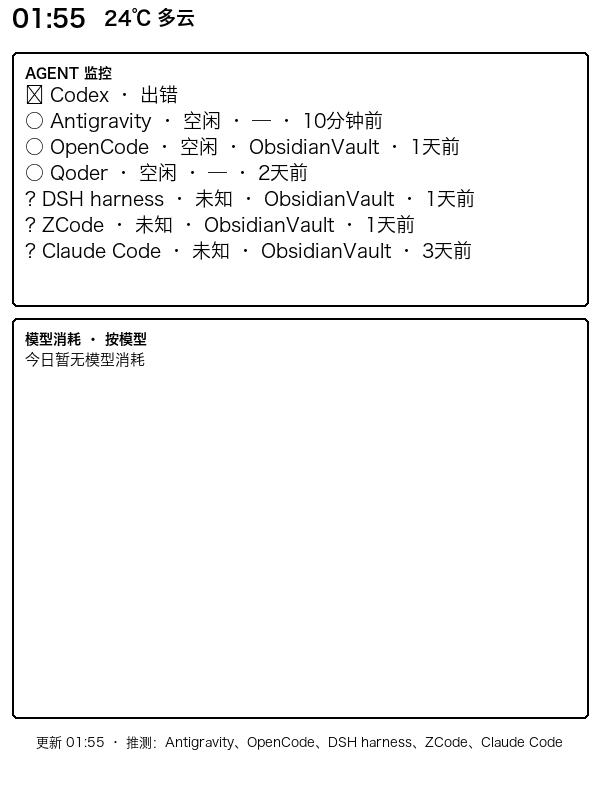 01:55 24℃ 多云
AGENT 监控
☒ Codex · 出错
○ Antigravity · 空闲 · — · 10分钟前
○ OpenCode · 空闲 · ObsidianVault · 1天前
○ Qoder · 空闲 · — · 2天前
? DSH harness · 未知 · ObsidianVault · 1天前
? ZCode · 未知 · ObsidianVault · 1天前
? Claude Code · 未知 · ObsidianVault · 3天前
模型消耗 · 按模型
今日暂无模型消耗
更新 01:55 · 推测：Antigravity、OpenCode、DSH harness、ZCode、Claude Code